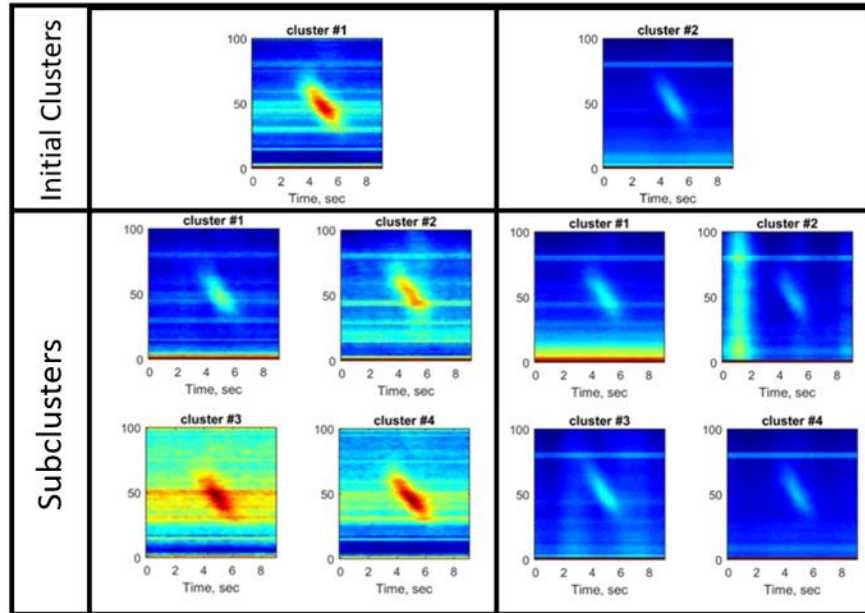 Initial Clusters
cluster #1
100
50
0
0 2 4 6 8
Time, sec
cluster #2
100
50
0
0 2 4 6 8
Time, sec
Subclusters
cluster #1
100
50
0
0 2 4 6 8
Time, sec
cluster #2
100
50
0
0 2 4 6 8
Time, sec
cluster #3
100
50
0
0 2 4 6 8
Time, sec
cluster #4
100
50
0
0 2 4 6 8
Time, sec
cluster #1
100
50
0
0 2 4 6 8
Time, sec
cluster #2
100
50
0
0 2 4 6 8
Time, sec
cluster #3
100
50
0
0 2 4 6 8
Time, sec
cluster #4
100
50
0
0 2 4 6 8
Time, sec